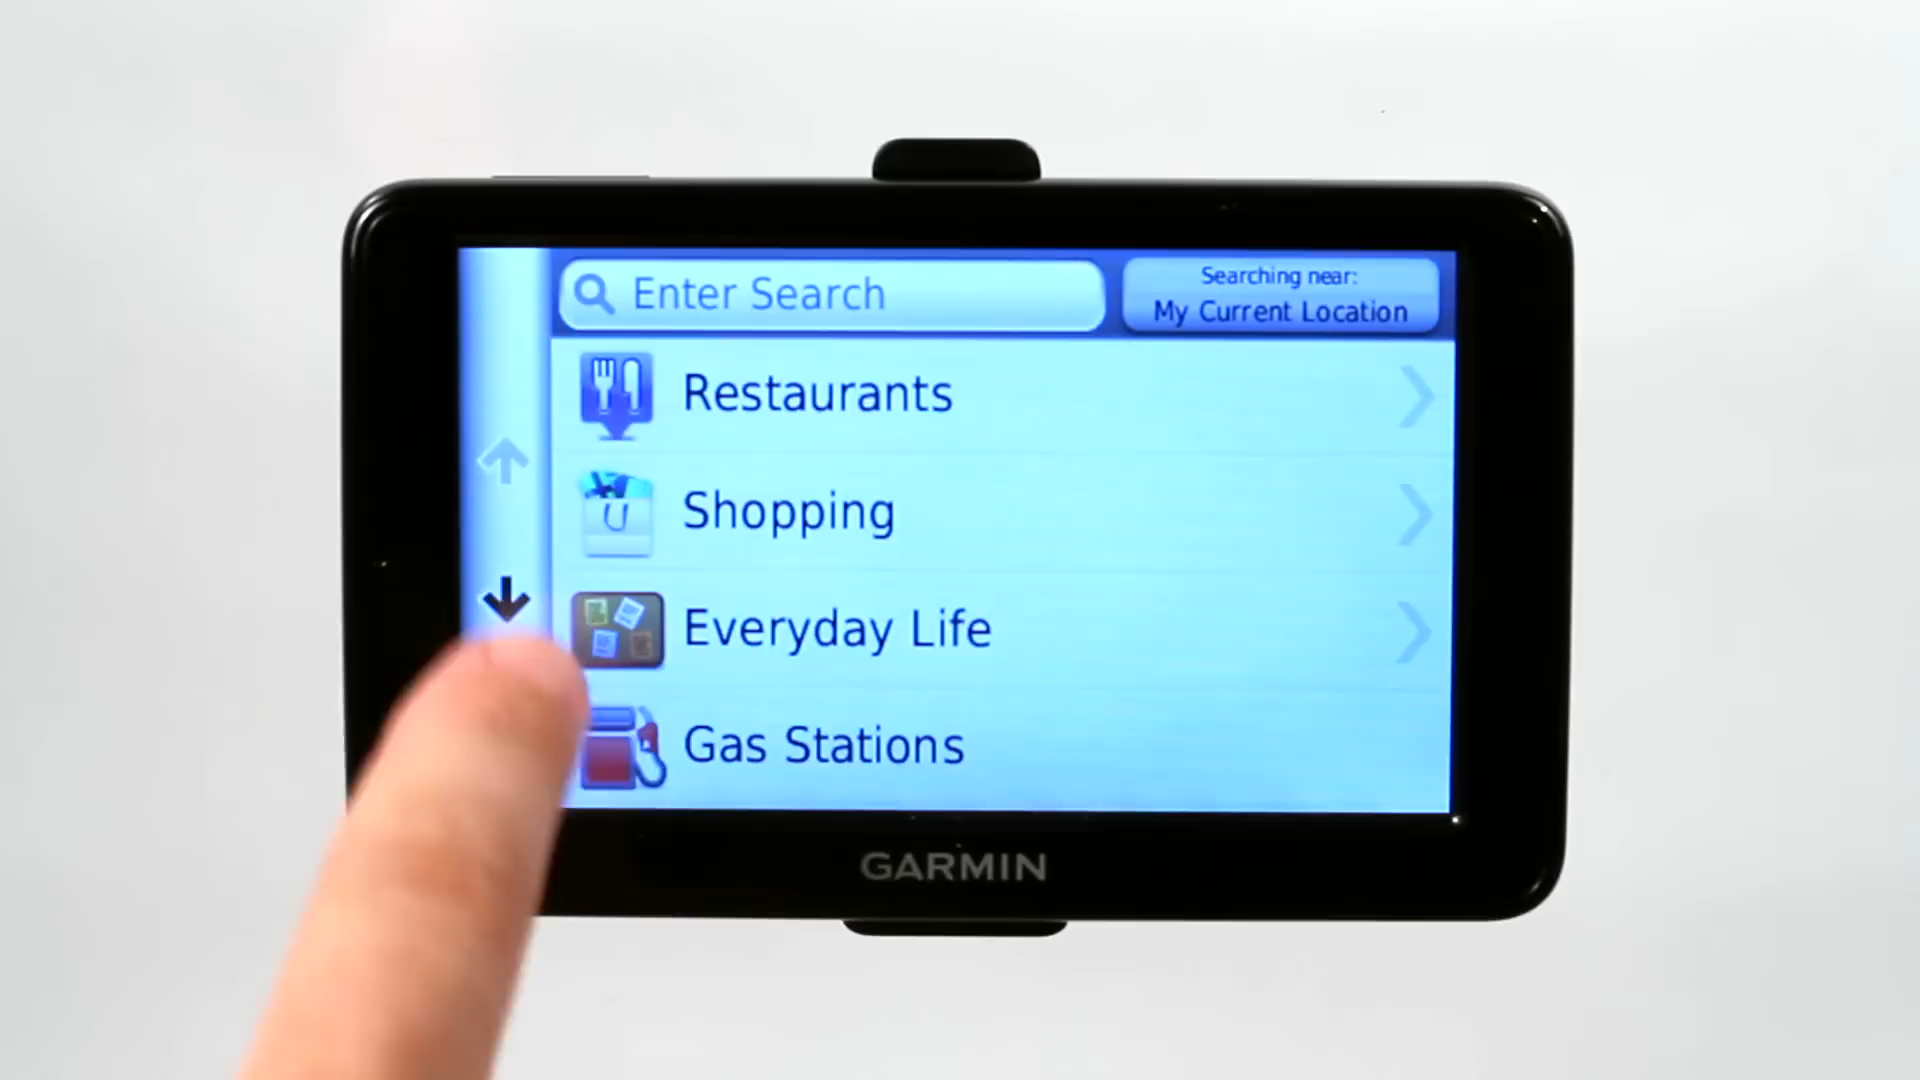 Enter Search
Searching near:
My Current Location
Restaurants
Shopping
Everyday Life
Gas Stations
GARMIN